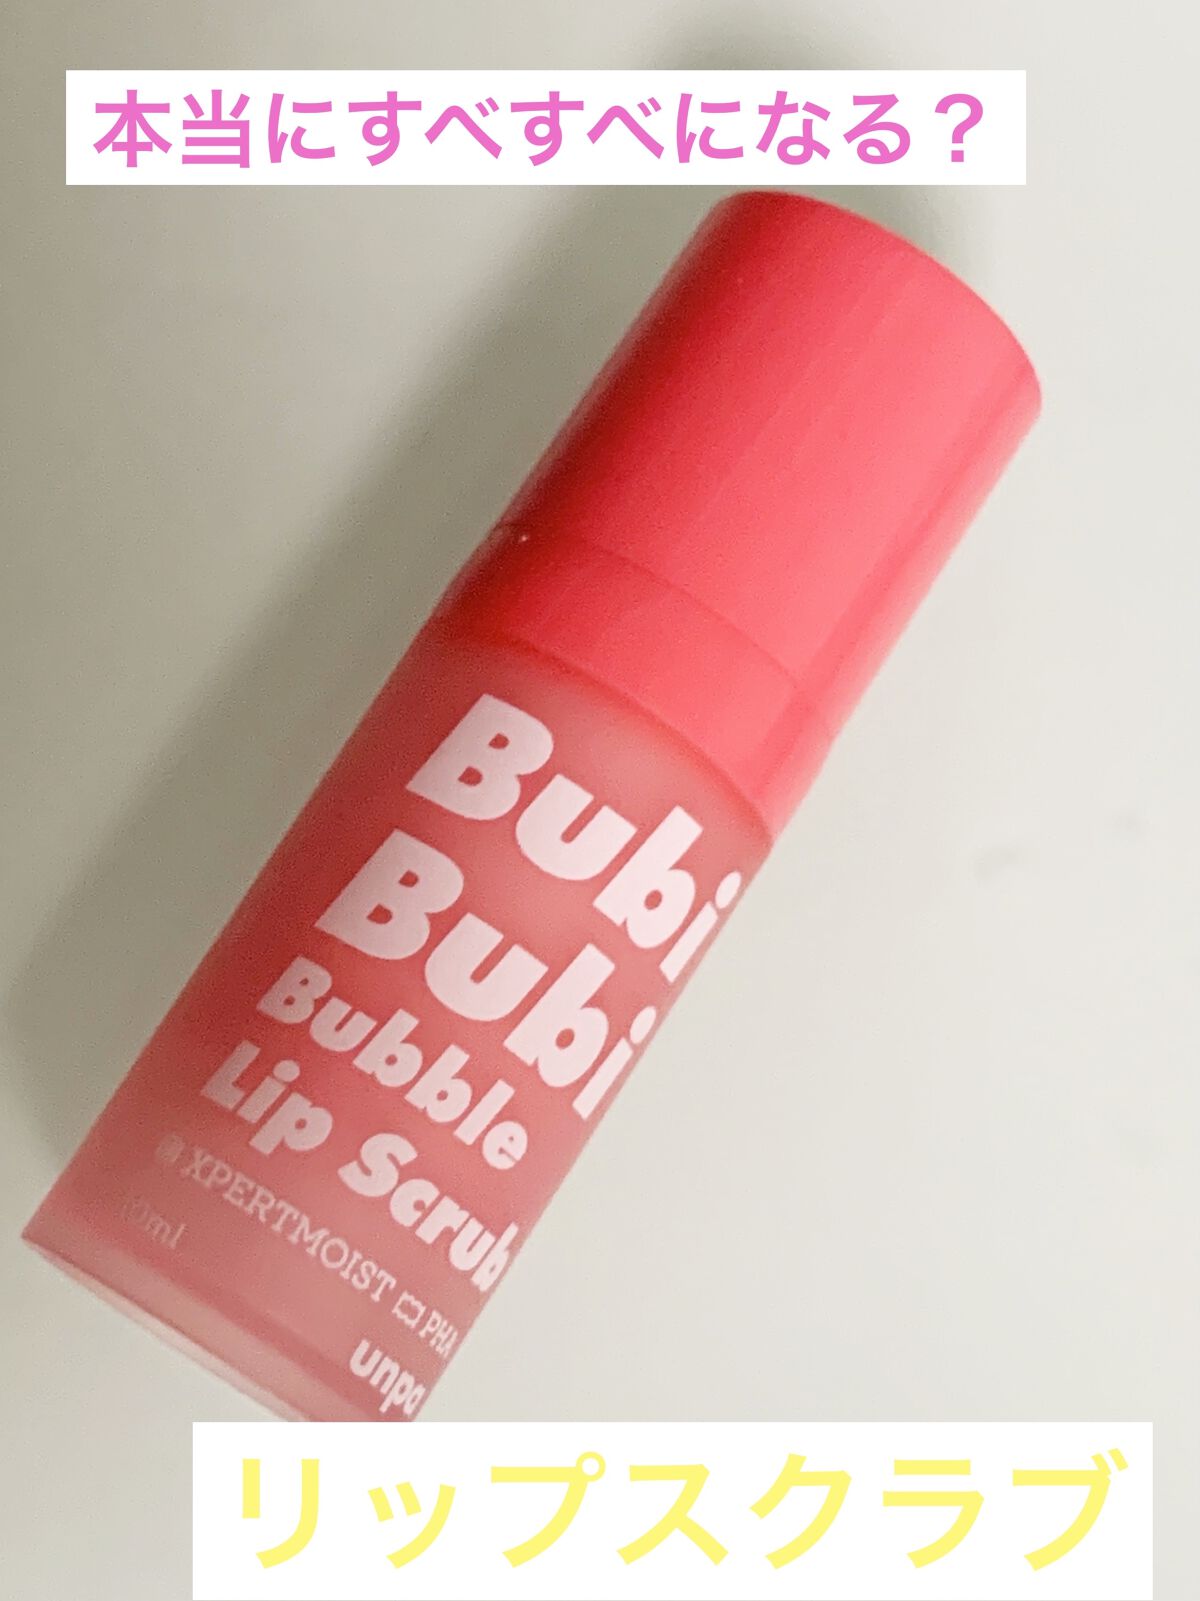 本当にすべすべになる？
Bubi
Bubi
Bubble
Lip Scrub
XPERTMOIST PHA
unpa
リップスクラブ